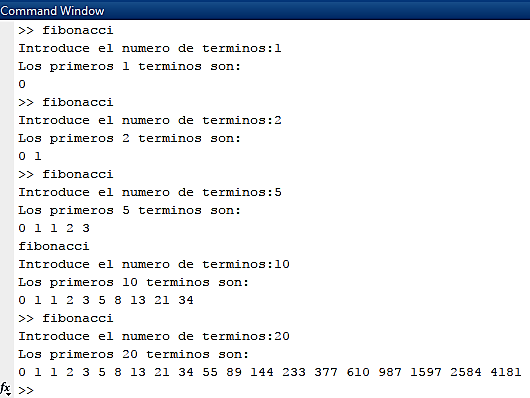 Command Window
>> fibonacci
Introduce el numero de terminos:1
Los primeros 1 terminos son:
0
>> fibonacci
Introduce el numero de terminos:2
Los primeros 2 terminos son:
0 1
>> fibonacci
Introduce el numero de terminos:5
Los primeros 5 terminos son:
0 1 1 2 3
fibonacci
Introduce el numero de terminos:10
Los primeros 10 terminos son:
0 1 1 2 3 5 8 13 21 34
>> fibonacci
Introduce el numero de terminos:20
Los primeros 20 terminos son:
0 1 1 2 3 5 8 13 21 34 55 89 144 233 377 610 987 1597 2584 4181
fx >>